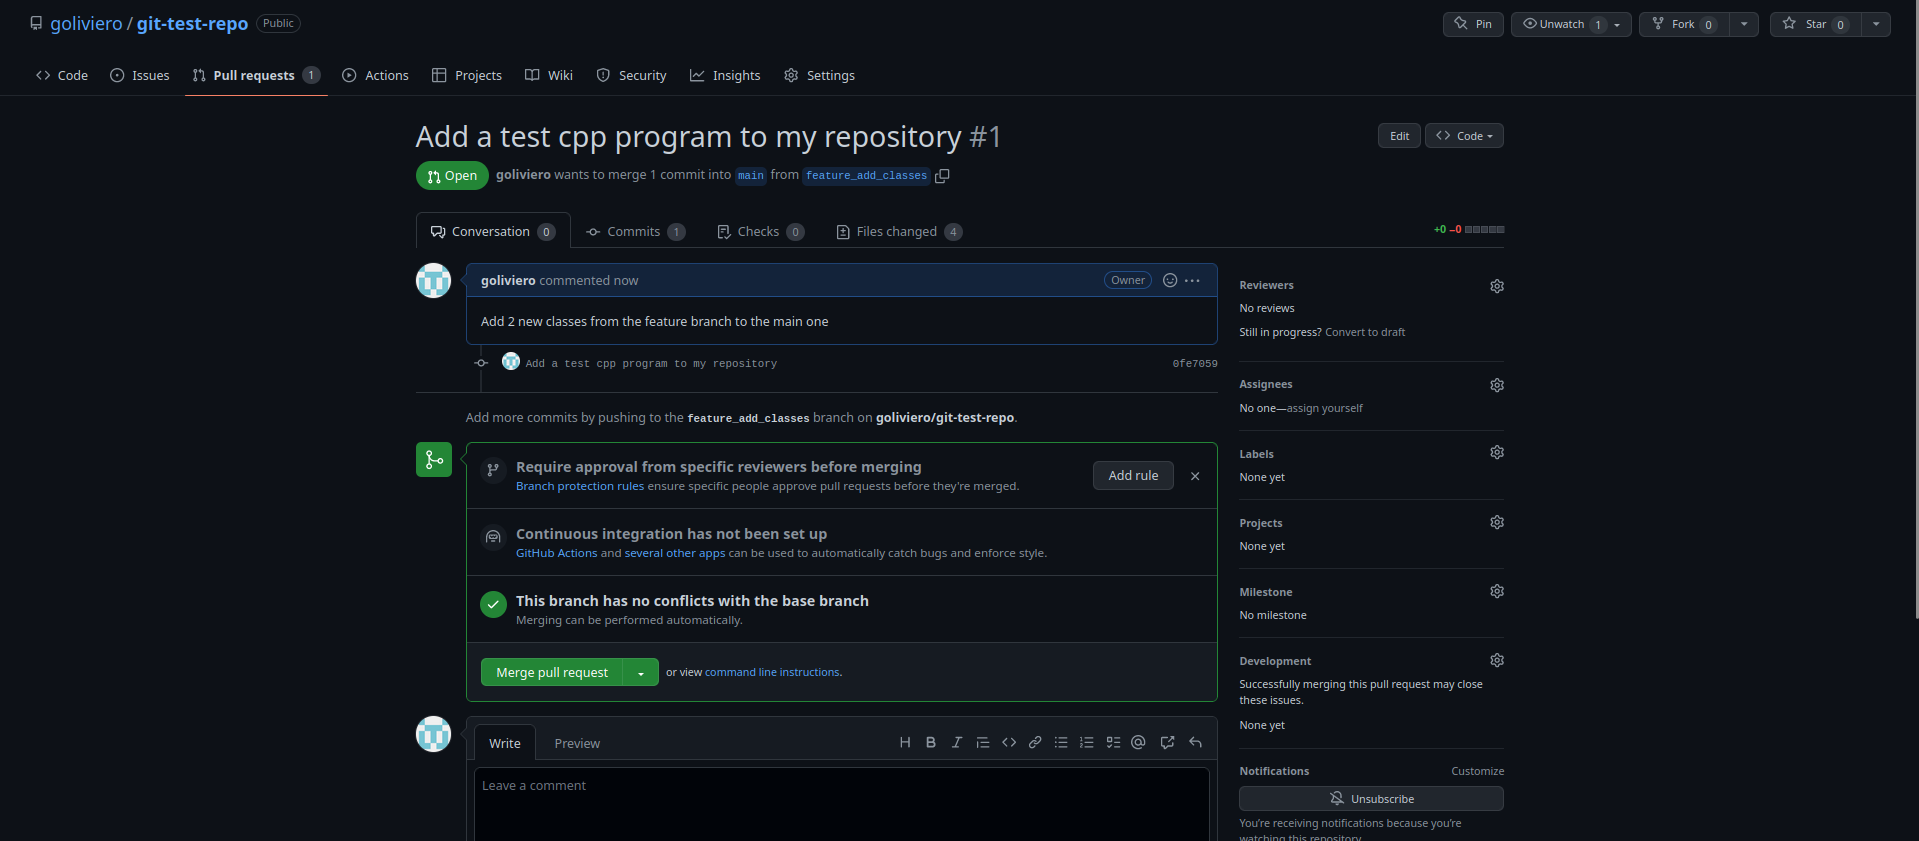 goliviero / git-test-repo Public
Pin Unwatch 1 Fork 0 Star 0
Code Issues Pull requests 1 Actions Projects Wiki Security Insights Settings
Add a test cpp program to my repository #1
Edit Code
Open goliviero wants to merge 1 commit into main from feature_add_classes
Conversation 0 Commits 1 Checks 0 Files changed 4
+0 −0
goliviero commented now Owner
Add 2 new classes from the feature branch to the main one
Add a test cpp program to my repository 0fe7059
Add more commits by pushing to the feature_add_classes branch on goliviero/git-test-repo.
Require approval from specific reviewers before merging
Branch protection rules ensure specific people approve pull requests before they're merged.
Add rule
Continuous integration has not been set up
GitHub Actions and several other apps can be used to automatically catch bugs and enforce style.
This branch has no conflicts with the base branch
Merging can be performed automatically.
Merge pull request or view command line instructions.
Write Preview
Leave a comment
Reviewers
No reviews
Still in progress? Convert to draft
Assignees
No one—assign yourself
Labels
None yet
Projects
None yet
Milestone
No milestone
Development
Successfully merging this pull request may close
these issues.
None yet
Notifications Customize
Unsubscribe
You're receiving notifications because you're
watching this repository.